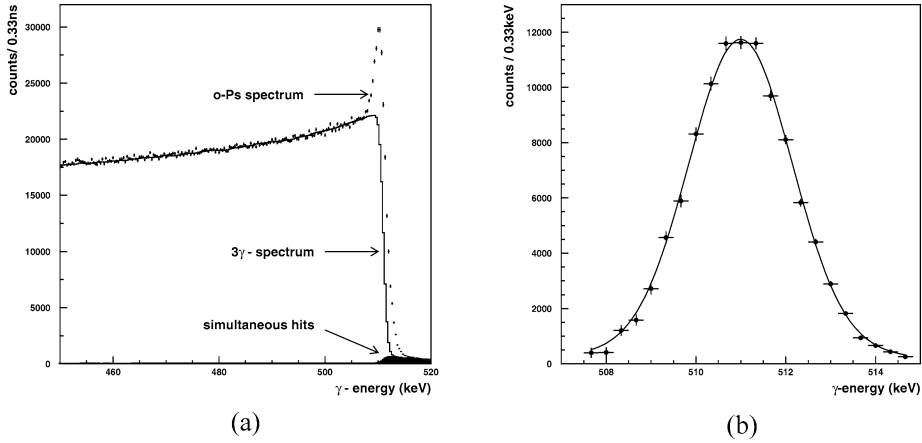 counts/ 0.33ns
30000
25000
20000
15000
10000
5000
0
o-Ps spectrum
3γ - spectrum
simultaneous hits
460
480
500
520
γ - energy (keV)
(a)
counts / 0.33keV
12000
10000
8000
6000
4000
2000
0
508
510
512
514
γ-energy (keV)
(b)